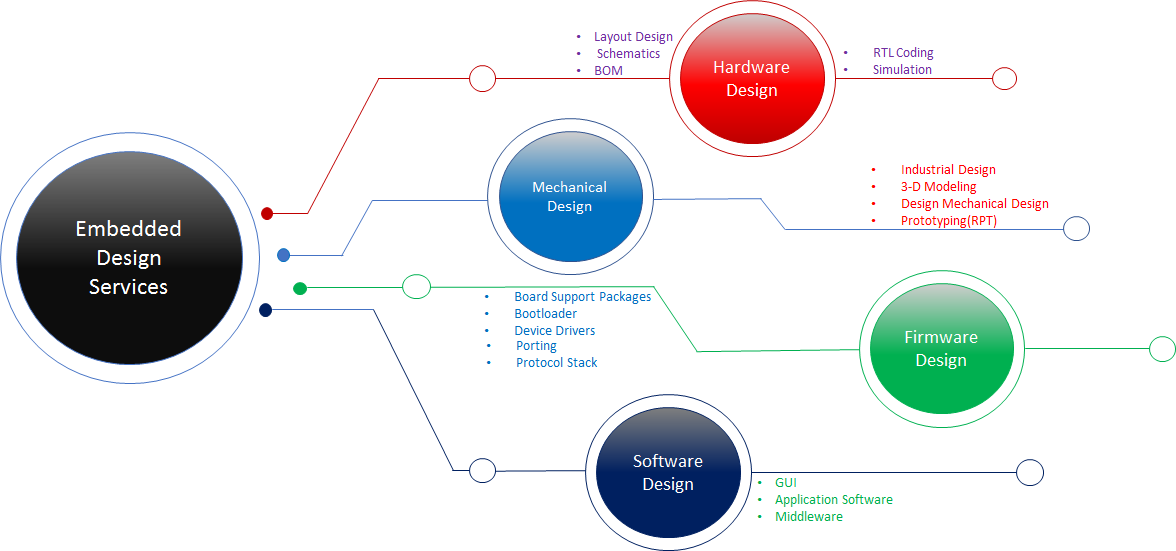 • Layout Design
• Schematics
• BOM
Hardware
Design
• RTL Coding
• Simulation
Mechanical
Design
• Industrial Design
• 3-D Modeling
• Design Mechanical Design
• Prototyping(RPT)
Embedded
Design
Services
• Board Support Packages
• Bootloader
• Device Drivers
• Porting
• Protocol Stack
Firmware
Design
Software
Design
• GUI
• Application Software
• Middleware